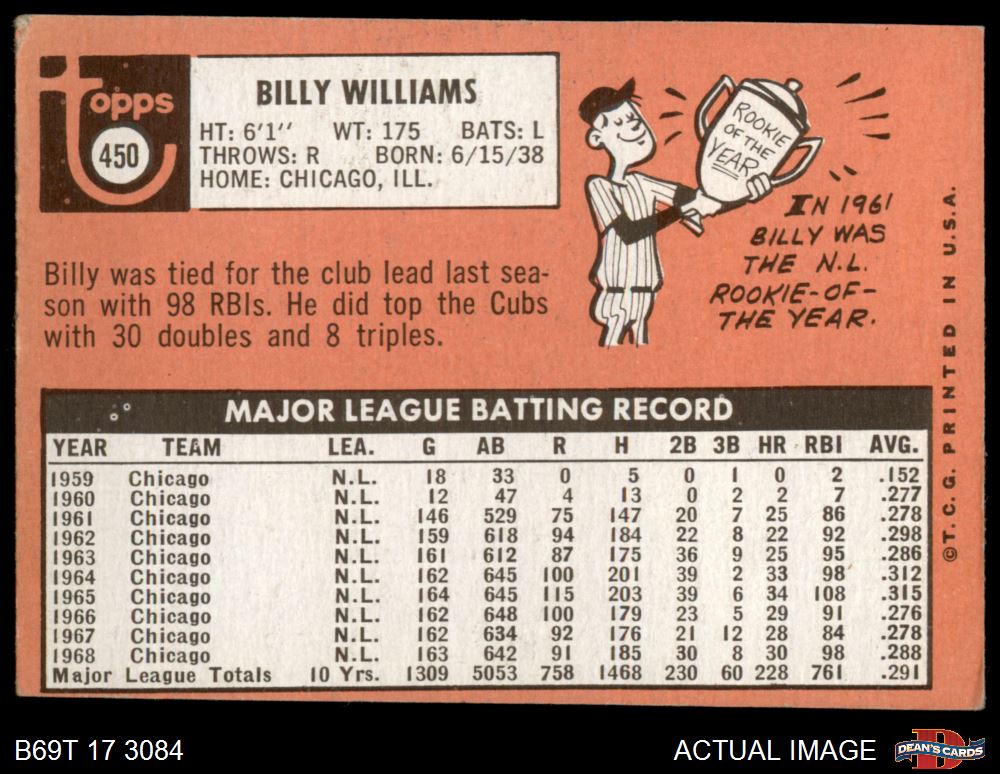 Topps
450
BILLY WILLIAMS
HT: 6'1" WT: 175 BATS: L
THROWS: R BORN: 6/15/38
HOME: CHICAGO, ILL.
ROOKIE
OF THE
YEAR
IN 1961
BILLY WAS
THE N.L.
ROOKIE-OF-
THE YEAR.
Billy was tied for the club lead last sea-
son with 98 RBIs. He did top the Cubs
with 30 doubles and 8 triples.
©T.C.G. PRINTED IN U.S.A.
MAJOR LEAGUE BATTING RECORD
YEAR TEAM LEA. G AB R H 2B 3B HR RBI AVG.
1959 Chicago N.L. 18 33 0 5 0 1 0 2 .152
1960 Chicago N.L. 12 47 4 13 0 2 2 7 .277
1961 Chicago N.L. 146 529 75 147 20 7 25 86 .278
1962 Chicago N.L. 159 618 94 184 22 8 22 92 .298
1963 Chicago N.L. 161 612 87 175 36 9 25 95 .286
1964 Chicago N.L. 162 645 100 201 39 2 33 98 .312
1965 Chicago N.L. 164 645 115 203 39 6 34 108 .315
1966 Chicago N.L. 162 648 100 179 23 5 29 91 .276
1967 Chicago N.L. 162 634 92 176 21 12 28 84 .278
1968 Chicago N.L. 163 642 91 185 30 8 30 98 .288
Major League Totals 10 Yrs. 1309 5053 758 1468 230 60 228 761 .291
B69T 17 3084
ACTUAL IMAGE
D
DEAN'S CARDS